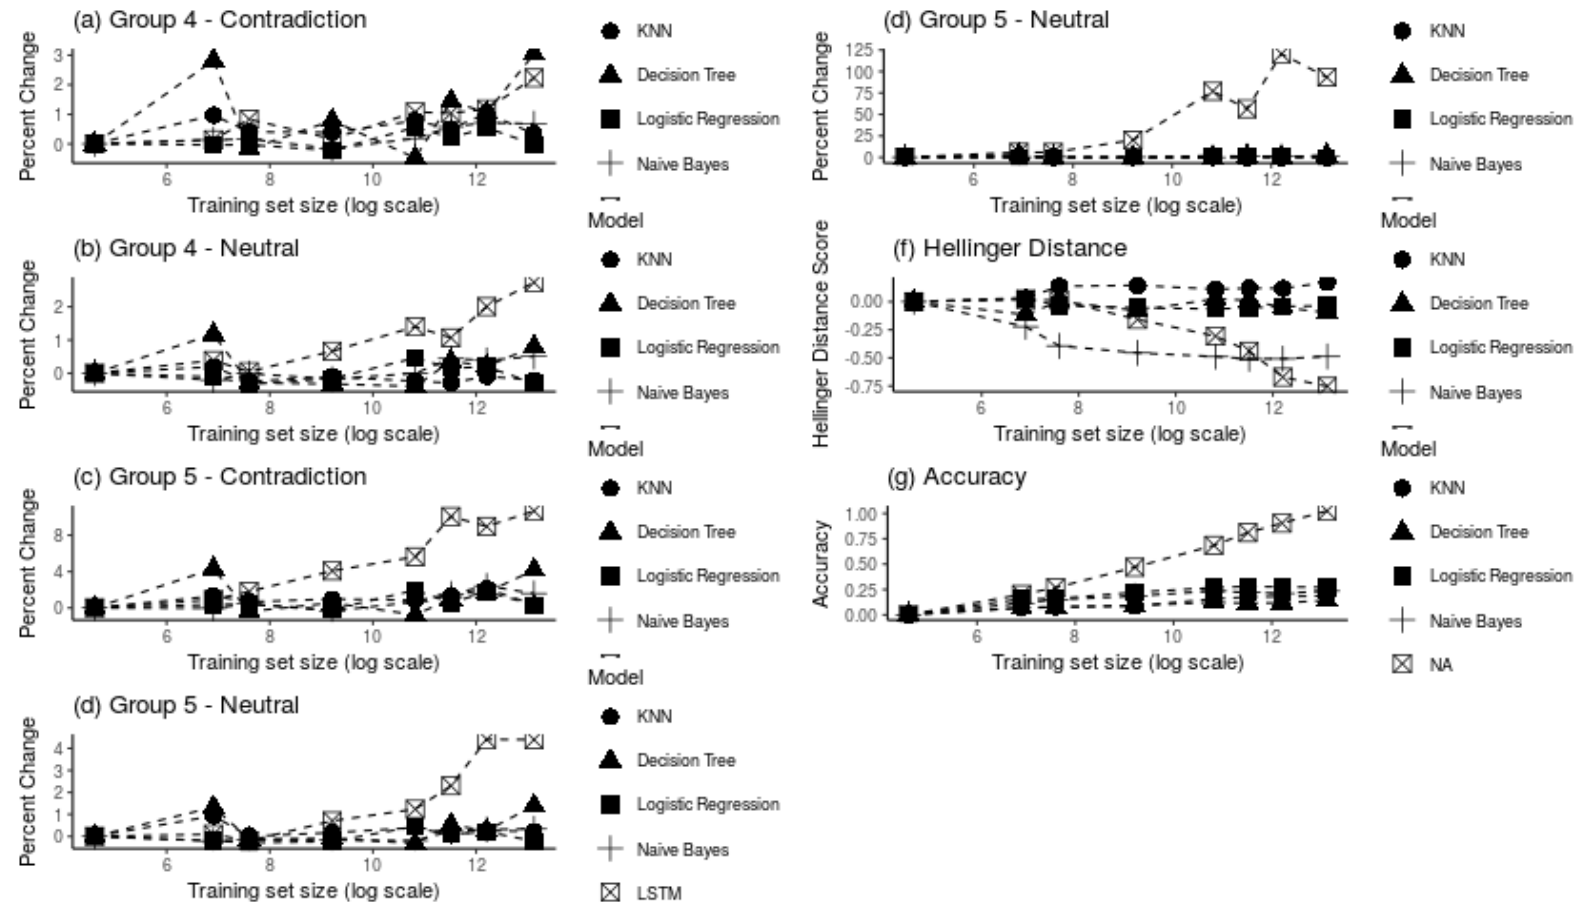 (a) Group 4 - Contradiction
Percent Change
3
2
1
0
6 8 10 12
Training set size (log scale)
KNN
Decision Tree
Logistic Regression
Naive Bayes
(b) Group 4 - Neutral
Percent Change
2
1
0
6 8 10 12
Training set size (log scale)
Model
KNN
Decision Tree
Logistic Regression
Naive Bayes
(c) Group 5 - Contradiction
Percent Change
8
4
0
6 8 10 12
Training set size (log scale)
Model
KNN
Decision Tree
Logistic Regression
Naive Bayes
(d) Group 5 - Neutral
Percent Change
4
3
2
1
0
6 8 10 12
Training set size (log scale)
Model
KNN
Decision Tree
Logistic Regression
Naive Bayes
LSTM
(d) Group 5 - Neutral
Percent Change
125
100
75
50
25
0
6 8 10 12
Training set size (log scale)
KNN
Decision Tree
Logistic Regression
Naive Bayes
(f) Hellinger Distance
Hellinger Distance Score
0.00
-0.25
-0.50
-0.75
6 8 10 12
Training set size (log scale)
Model
KNN
Decision Tree
Logistic Regression
Naive Bayes
(g) Accuracy
Accuracy
1.00
0.75
0.50
0.25
0.00
6 8 10 12
Training set size (log scale)
Model
KNN
Decision Tree
Logistic Regression
Naive Bayes
NA